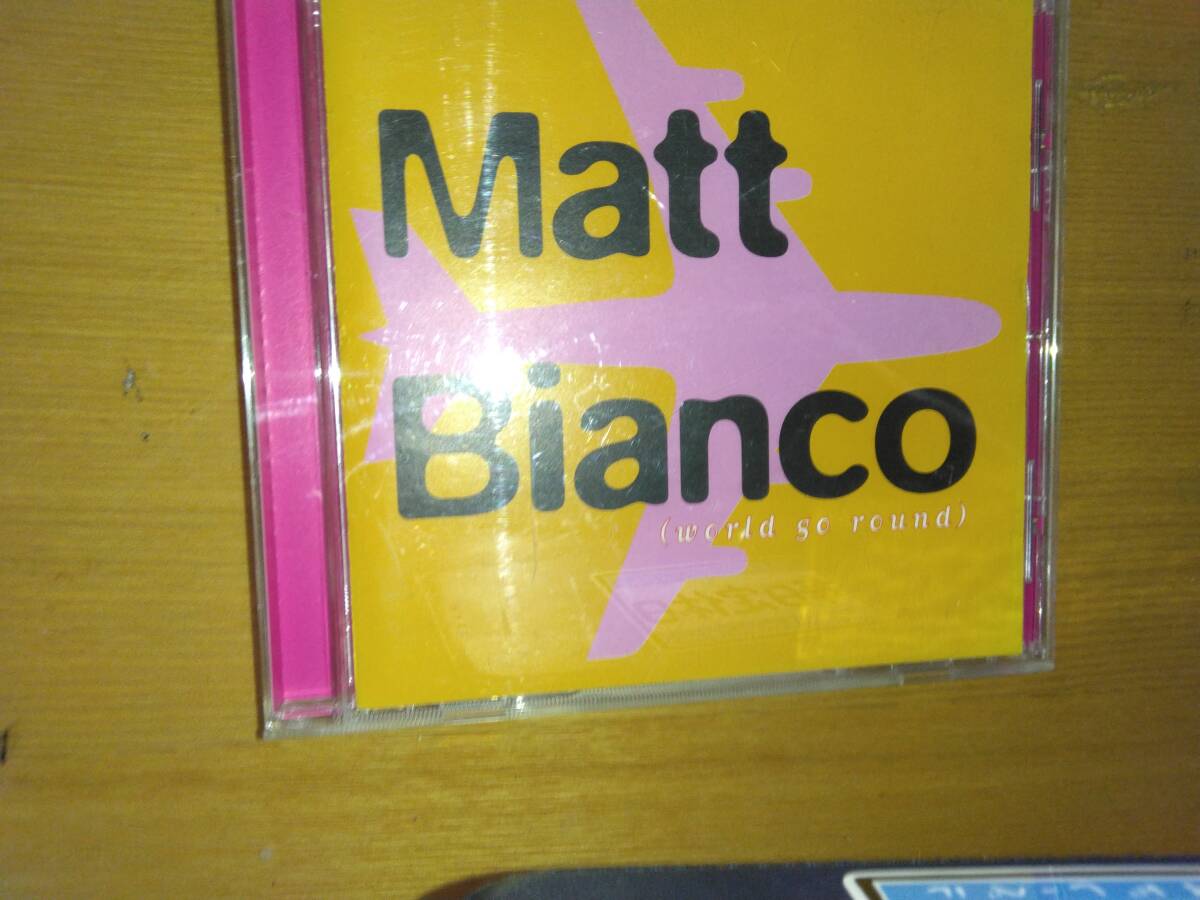 Matt
Bianco
(world go round)